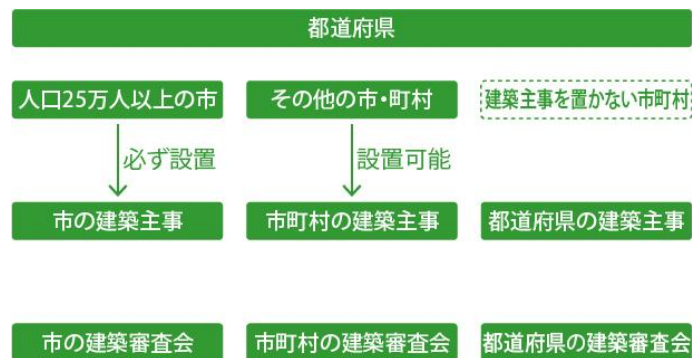 都道府県
人口25万人以上の市
その他の市・町村
建築主事を置かない市町村
必ず設置
設置可能
市の建築主事
市町村の建築主事
都道府県の建築主事
市の建築審査会
市町村の建築審査会
都道府県の建築審査会